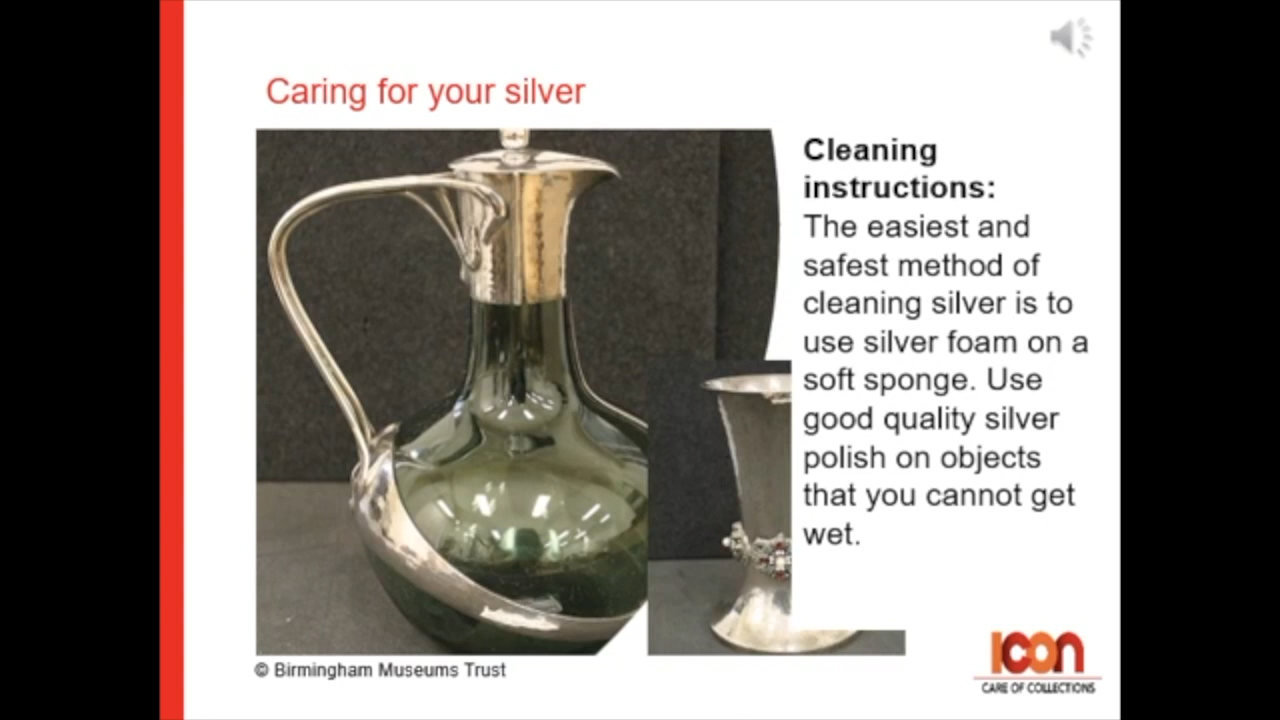 Caring for your silver
Cleaning
instructions:
The easiest and
safest method of
cleaning silver is to
use silver foam on a
soft sponge. Use
good quality silver
polish on objects
that you cannot get
wet.
© Birmingham Museums Trust
Icon
CARE OF COLLECTIONS